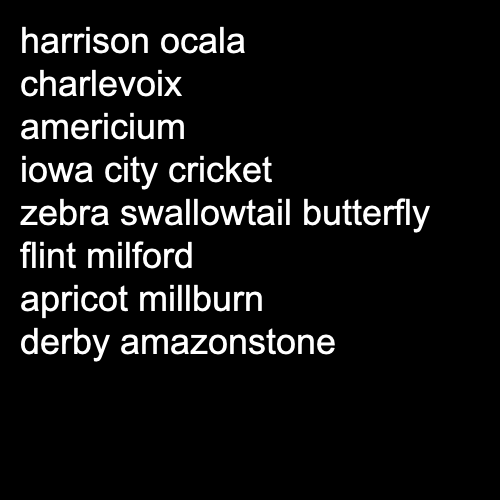 harrison ocala
charlevoix
americium
iowa city cricket
zebra swallowtail butterfly
flint milford
apricot millburn
derby amazonstone